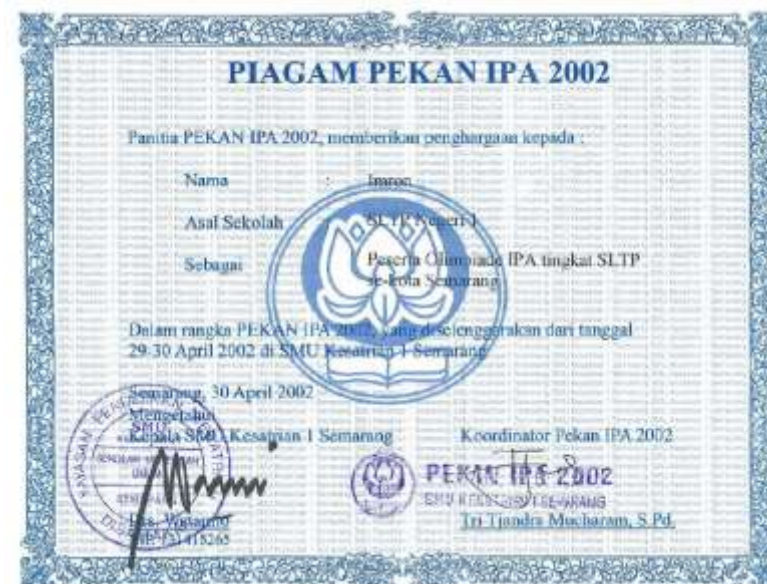 PIAGAM PEKAN IPA 2002
Panitia PEKAN IPA 2002, memberikan penghargaan kepada :
Nama : Imron
Asal Sekolah : SLTP Negeri 1
Sebagai Peserta Olimpiade IPA tingkat SLTP
se-kota Semarang
Dalam rangka PEKAN IPA 2002, yang diselenggarakan dari tanggal
29-30 April 2002 di SMU Kesatrian 1 Semarang
Semarang, 30 April 2002
Mengetahui
Kepala SMU Kesatrian 1 Semarang
Koordinator Pekan IPA 2002
SMU
PEKAN IPA 2002
SMU KESATRIAN 1 SEMARANG
Drs.
Tri Tjandra Mucharam, S.Pd.